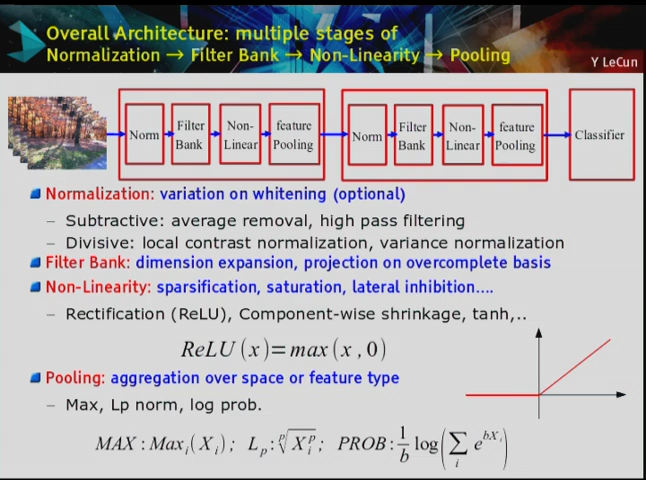 Overall Architecture: multiple stages of
Normalization → Filter Bank → Non-Linearity → Pooling
Y LeCun
Norm
Filter
Bank
Non-
Linear
feature
Pooling
Norm
Filter
Bank
Non-
Linear
feature
Pooling
Classifier
Normalization: variation on whitening (optional)
– Subtractive: average removal, high pass filtering
– Divisive: local contrast normalization, variance normalization
Filter Bank: dimension expansion, projection on overcomplete basis
Non-Linearity: sparsification, saturation, lateral inhibition....
– Rectification (ReLU), Component-wise shrinkage, tanh,..
ReLU(x)=max(x,0)
Pooling: aggregation over space or feature type
– Max, Lp norm, log prob.
MAX:Max_i(X_i); L_p:\sqrt[p]{X_i^p}; PROB:\frac{1}{b}log(\sum_i e^{bX_i})